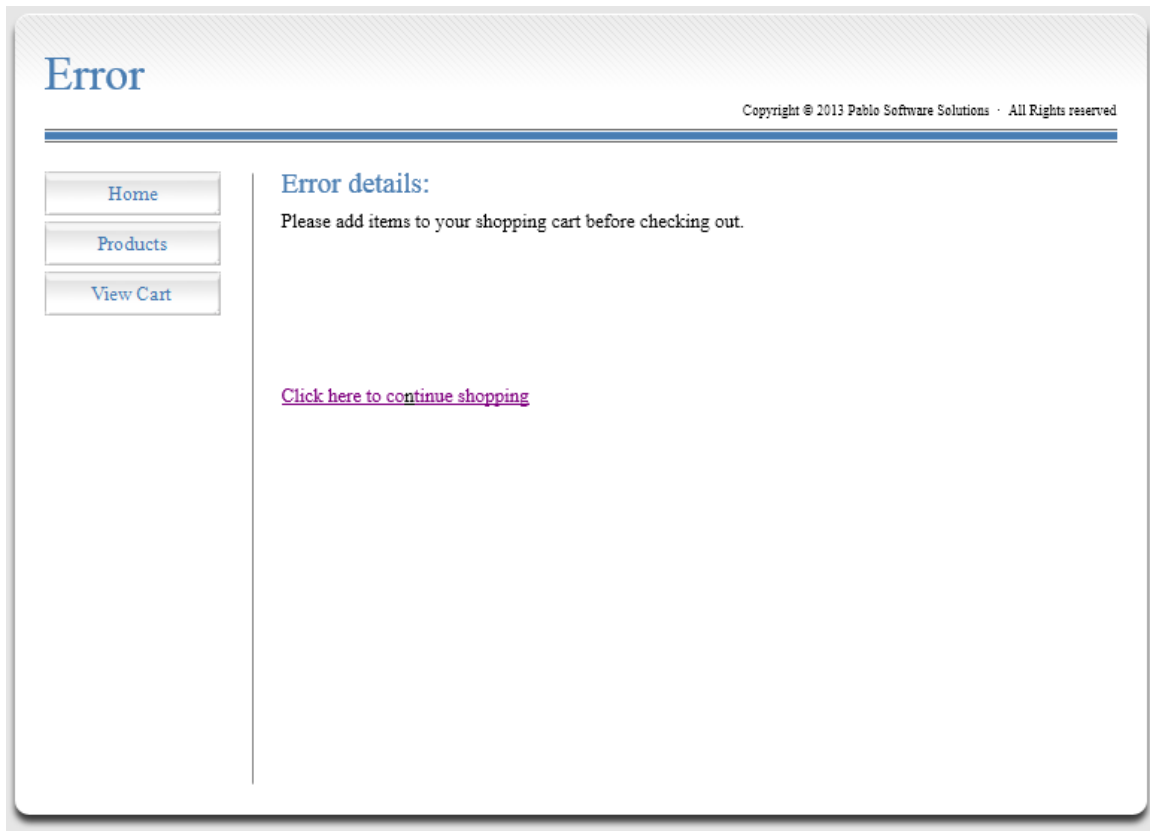 Error
Copyright © 2013 Pablo Software Solutions · All Rights reserved
Home
Products
View Cart
Error details:
Please add items to your shopping cart before checking out.
Click here to continue shopping